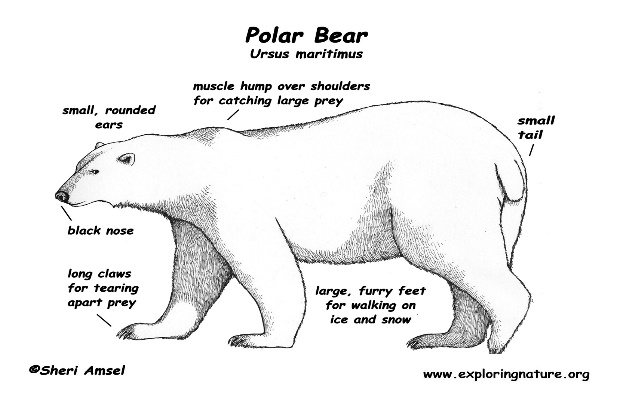 Polar Bear
Ursus maritimus
muscle hump over shoulders
for catching large prey
small, rounded
ears
small
tail
black nose
long claws
for tearing
apart prey
large, furry feet
for walking on
ice and snow
©Sheri Amsel
www.exploringnature.org